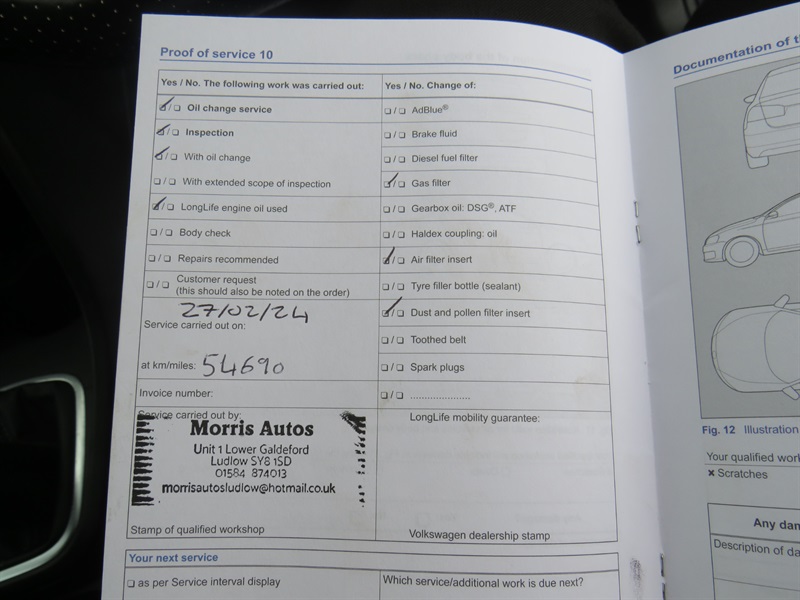 Proof of service 10
Yes / No. The following work was carried out:
☑/☐ Oil change service
☑/☐ Inspection
☑/☐ With oil change
☐/☐ With extended scope of inspection
☑/☐ LongLife engine oil used
☐/☐ Body check
☐/☐ Repairs recommended
☐/☐ Customer request
(this should also be noted on the order)
27/02/24
Service carried out on:
at km/miles: 54690
Invoice number:
Service carried out by:
Morris Autos
Unit 1 Lower Galdeford
Ludlow SY8 1SD
01584 874013
morrisautosludlow@hotmail.co.uk
Stamp of qualified workshop
Yes / No. Change of:
☐/☐ AdBlue®
☐/☐ Brake fluid
☐/☐ Diesel fuel filter
☑/☐ Gas filter
☐/☐ Gearbox oil: DSG®, ATF
☐/☐ Haldex coupling: oil
☑/☐ Air filter insert
☐/☐ Tyre filler bottle (sealant)
☑/☐ Dust and pollen filter insert
☐/☐ Toothed belt
☐/☐ Spark plugs
☐/☐ .....................
LongLife mobility guarantee:
Volkswagen dealership stamp
Your next service
☐ as per Service interval display
Which service/additional work is due next?
Documentation of
Fig. 12 Illustration
Your qualified
× Scratches
Any
Description of